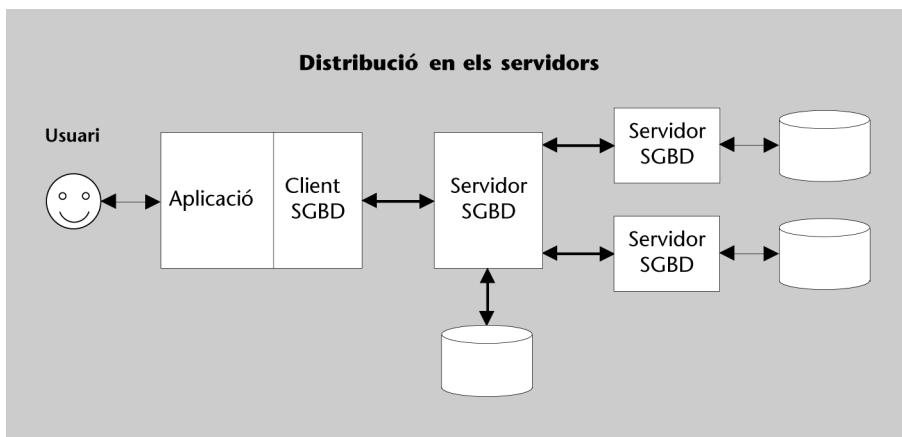 Distribució en els servidors
Usuari
Aplicació
Client
SGBD
Servidor
SGBD
Servidor
SGBD
Servidor
SGBD